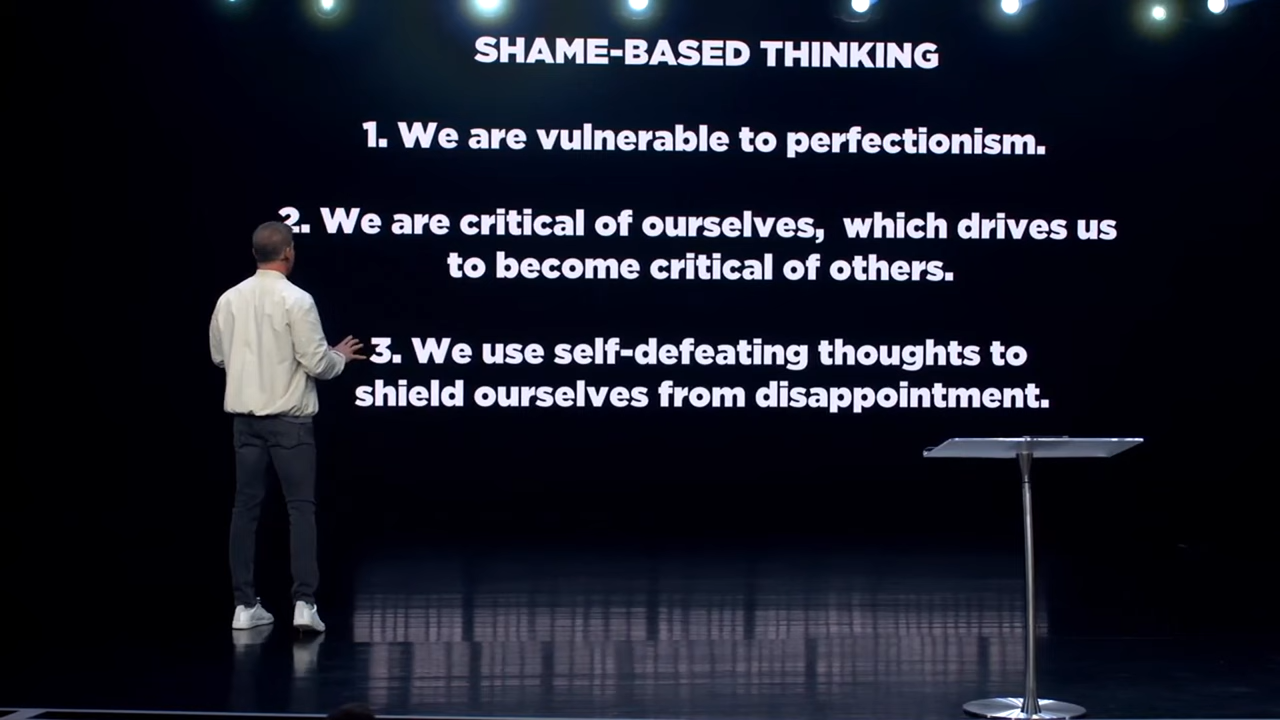 SHAME-BASED THINKING
1. We are vulnerable to perfectionism.
2. We are critical of ourselves,  which drives us
to become critical of others.
3. We use self-defeating thoughts to
shield ourselves from disappointment.